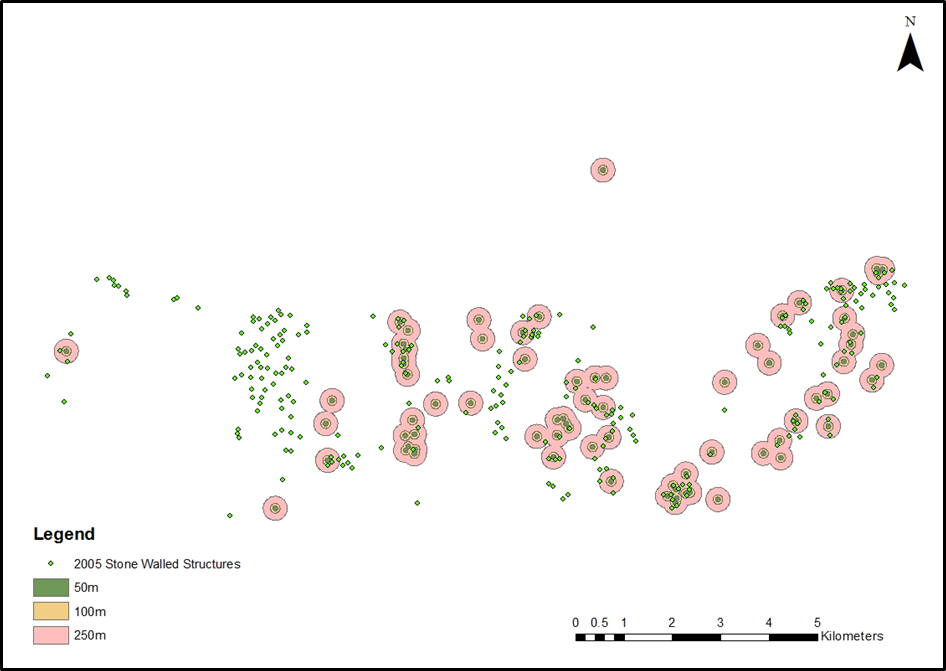 N
Legend
2005 Stone Walled Structures
50m
100m
250m
0 0.5 1 2 3 4 5
Kilometers